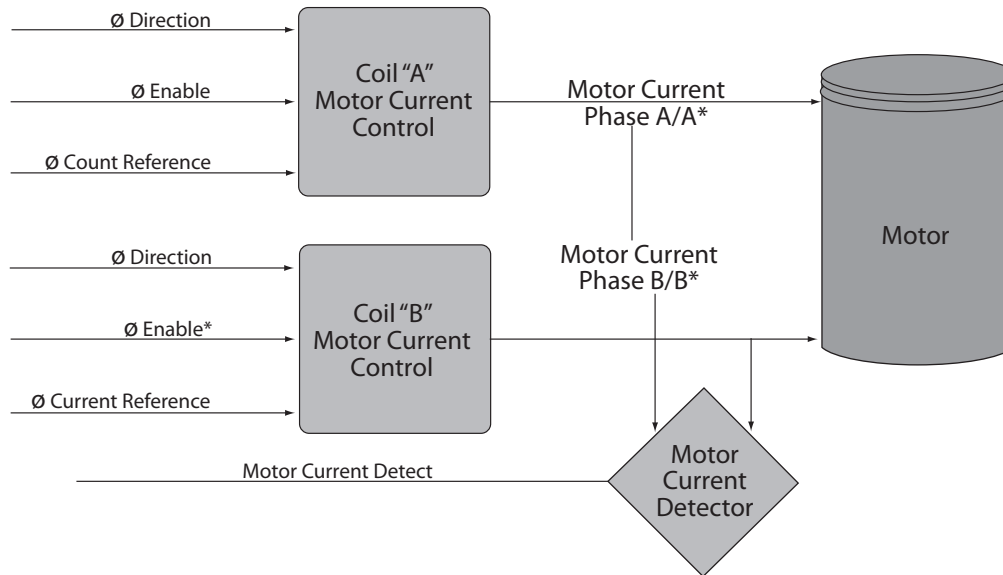 Ø Direction
Ø Enable
Ø Count Reference
Coil "A"
Motor Current
Control
Motor Current
Phase A/A*
Motor
Ø Direction
Ø Enable*
Ø Current Reference
Coil "B"
Motor Current
Control
Motor Current
Phase B/B*
Motor Current Detect
Motor
Current
Detector